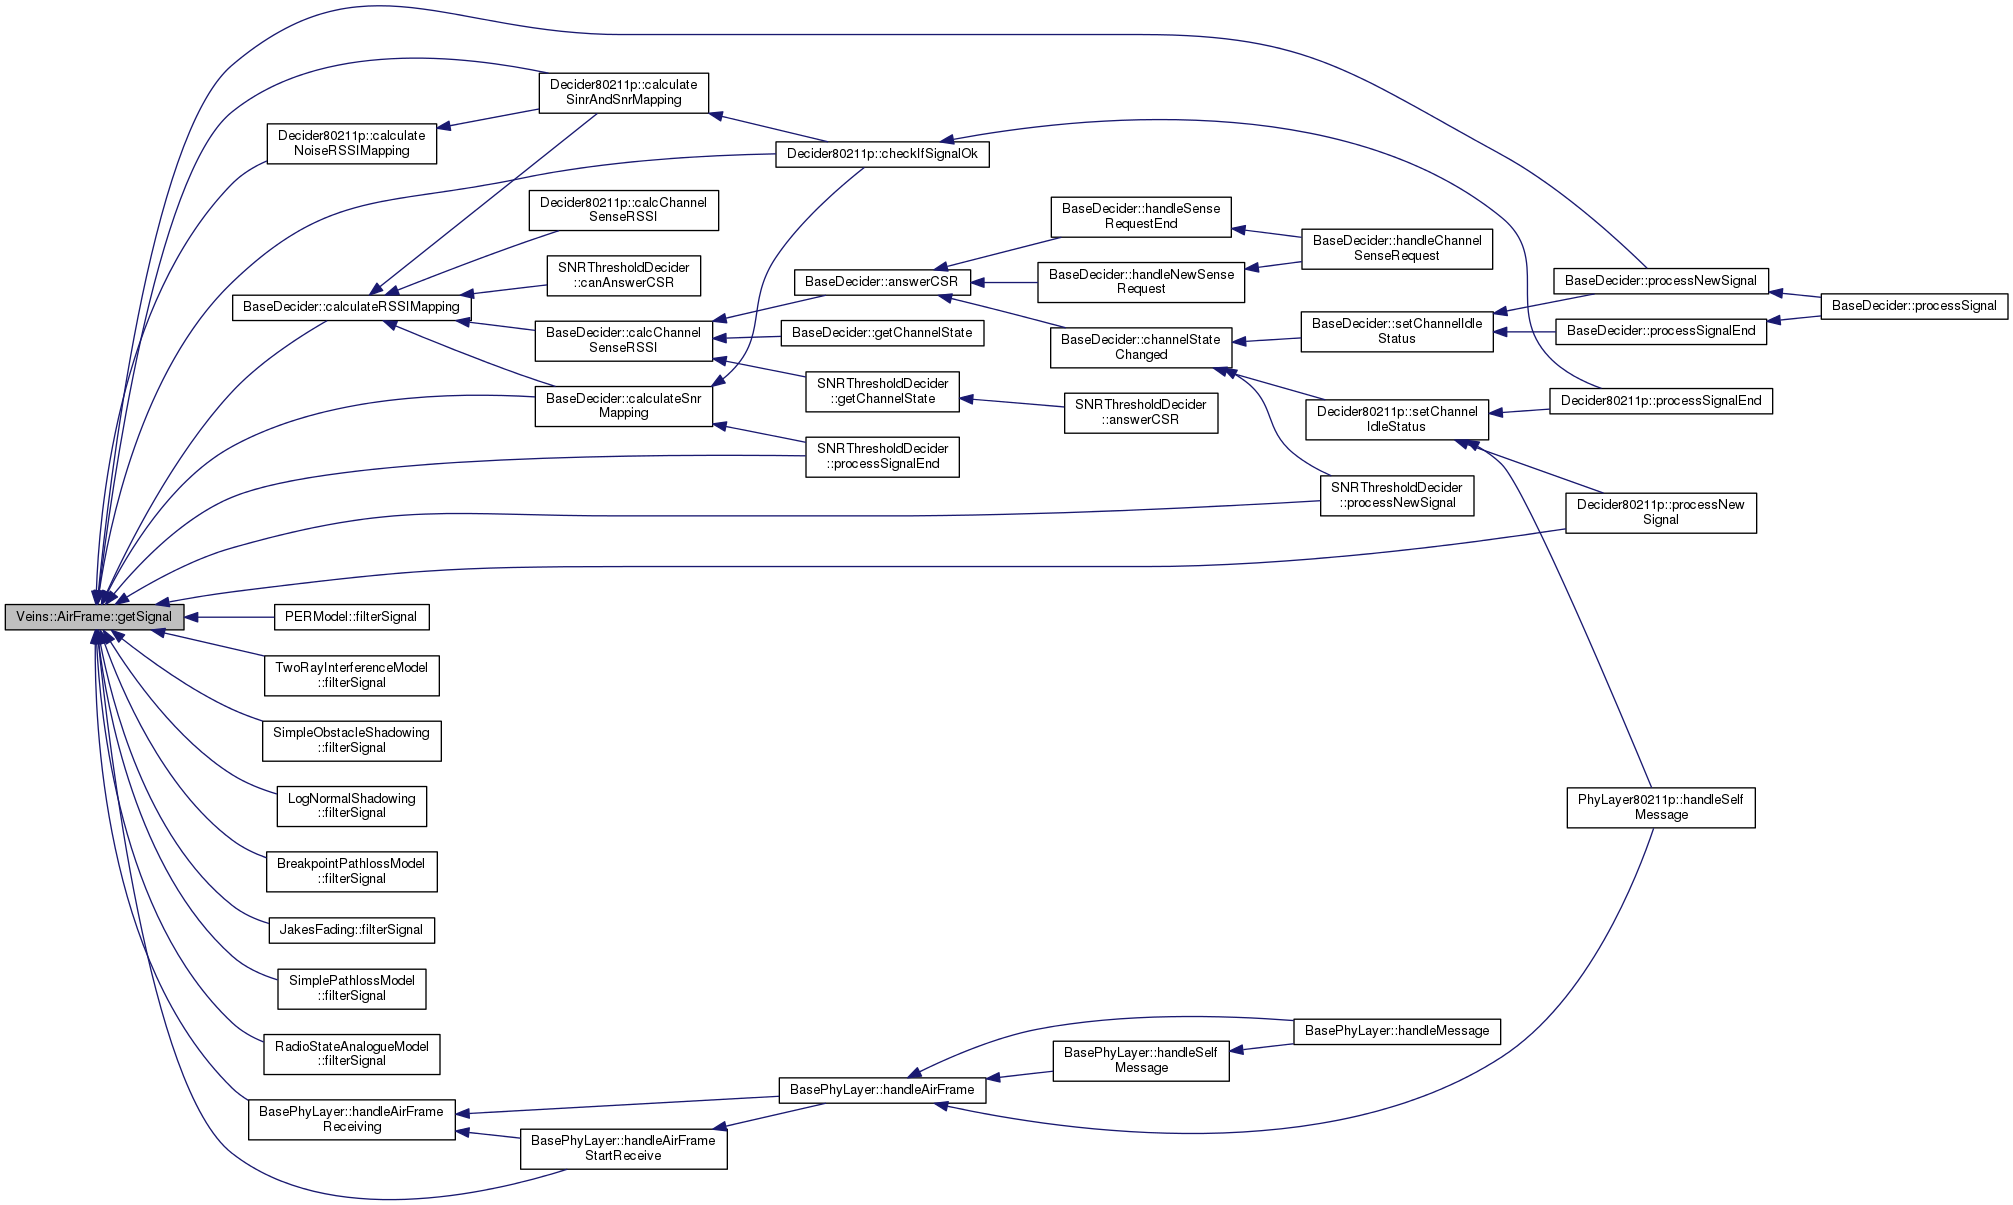 Veins::AirFrame::getSignal
Decider80211p::calculate
SinrAndSnrMapping
Decider80211p::calculate
NoiseRSSIMapping
Decider80211p::checkIfSignalOk
Decider80211p::calcChannel
SenseRSSI
SNRThresholdDecider
::canAnswerCSR
BaseDecider::calculateRSSIMapping
BaseDecider::calcChannel
SenseRSSI
BaseDecider::calculateSnr
Mapping
BaseDecider::answerCSR
BaseDecider::getChannelState
SNRThresholdDecider
::getChannelState
SNRThresholdDecider
::processSignalEnd
BaseDecider::handleSense
RequestEnd
BaseDecider::handleNewSense
Request
BaseDecider::channelState
Changed
SNRThresholdDecider
::answerCSR
BaseDecider::handleChannel
SenseRequest
BaseDecider::setChannelIdle
Status
Decider80211p::setChannel
IdleStatus
SNRThresholdDecider
::processNewSignal
BaseDecider::processNewSignal
BaseDecider::processSignalEnd
BaseDecider::processSignal
Decider80211p::processSignalEnd
Decider80211p::processNew
Signal
PERModel::filterSignal
TwoRayInterferenceModel
::filterSignal
SimpleObstacleShadowing
::filterSignal
LogNormalShadowing
::filterSignal
BreakpointPathlossModel
::filterSignal
JakesFading::filterSignal
SimplePathlossModel
::filterSignal
RadioStateAnalogueModel
::filterSignal
PhyLayer80211p::handleSelf
Message
BasePhyLayer::handleAirFrame
Receiving
BasePhyLayer::handleAirFrame
StartReceive
BasePhyLayer::handleAirFrame
BasePhyLayer::handleSelf
Message
BasePhyLayer::handleMessage